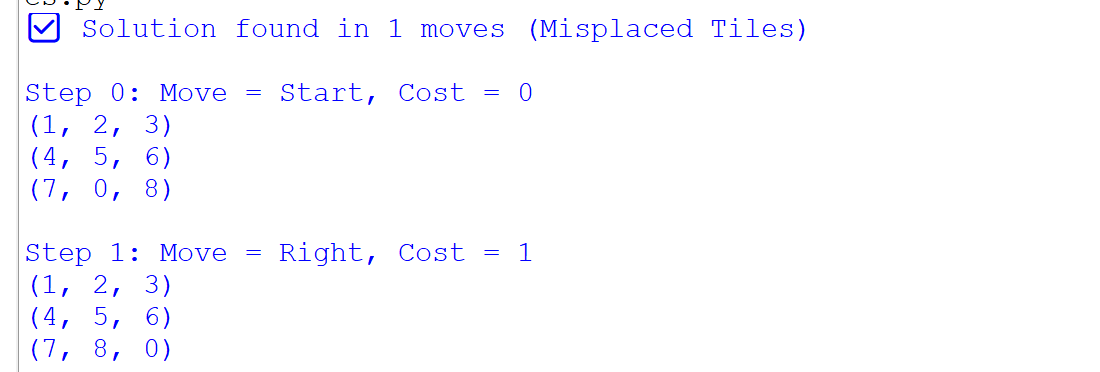 es.py
☑ Solution found in 1 moves (Misplaced Tiles)
Step 0: Move = Start, Cost = 0
(1, 2, 3)
(4, 5, 6)
(7, 0, 8)
Step 1: Move = Right, Cost = 1
(1, 2, 3)
(4, 5, 6)
(7, 8, 0)